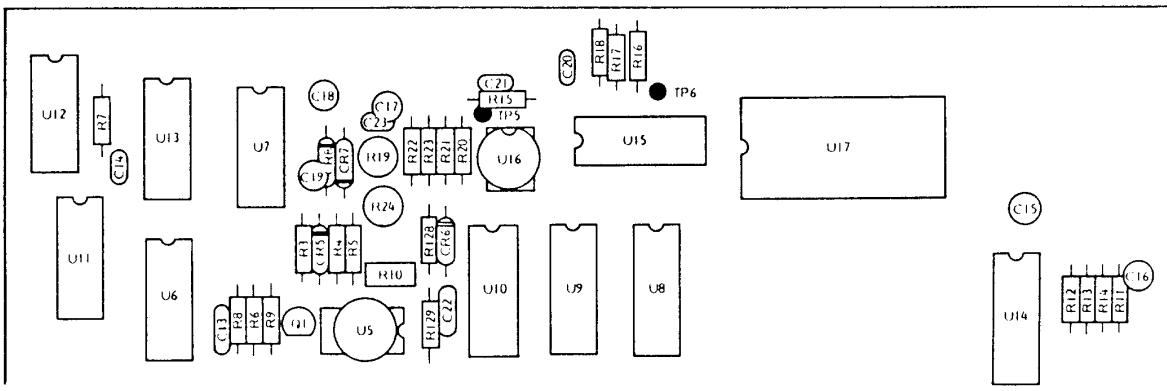 U12
R7
C14
U13
U7
C18
C17
C23
R19
CR7
C19
R24
R22
R23
R21
R20
C21
R15
TP5
U16
C20
R18
R17
R16
TP6
U15
U17
C15
U11
U6
C13
R8
R6
R9
Q1
R3
CR5
R4
R5
R10
U5
R128
CR6
R129
C22
U10
U9
U8
U14
R12
R13
R14
R11
C16